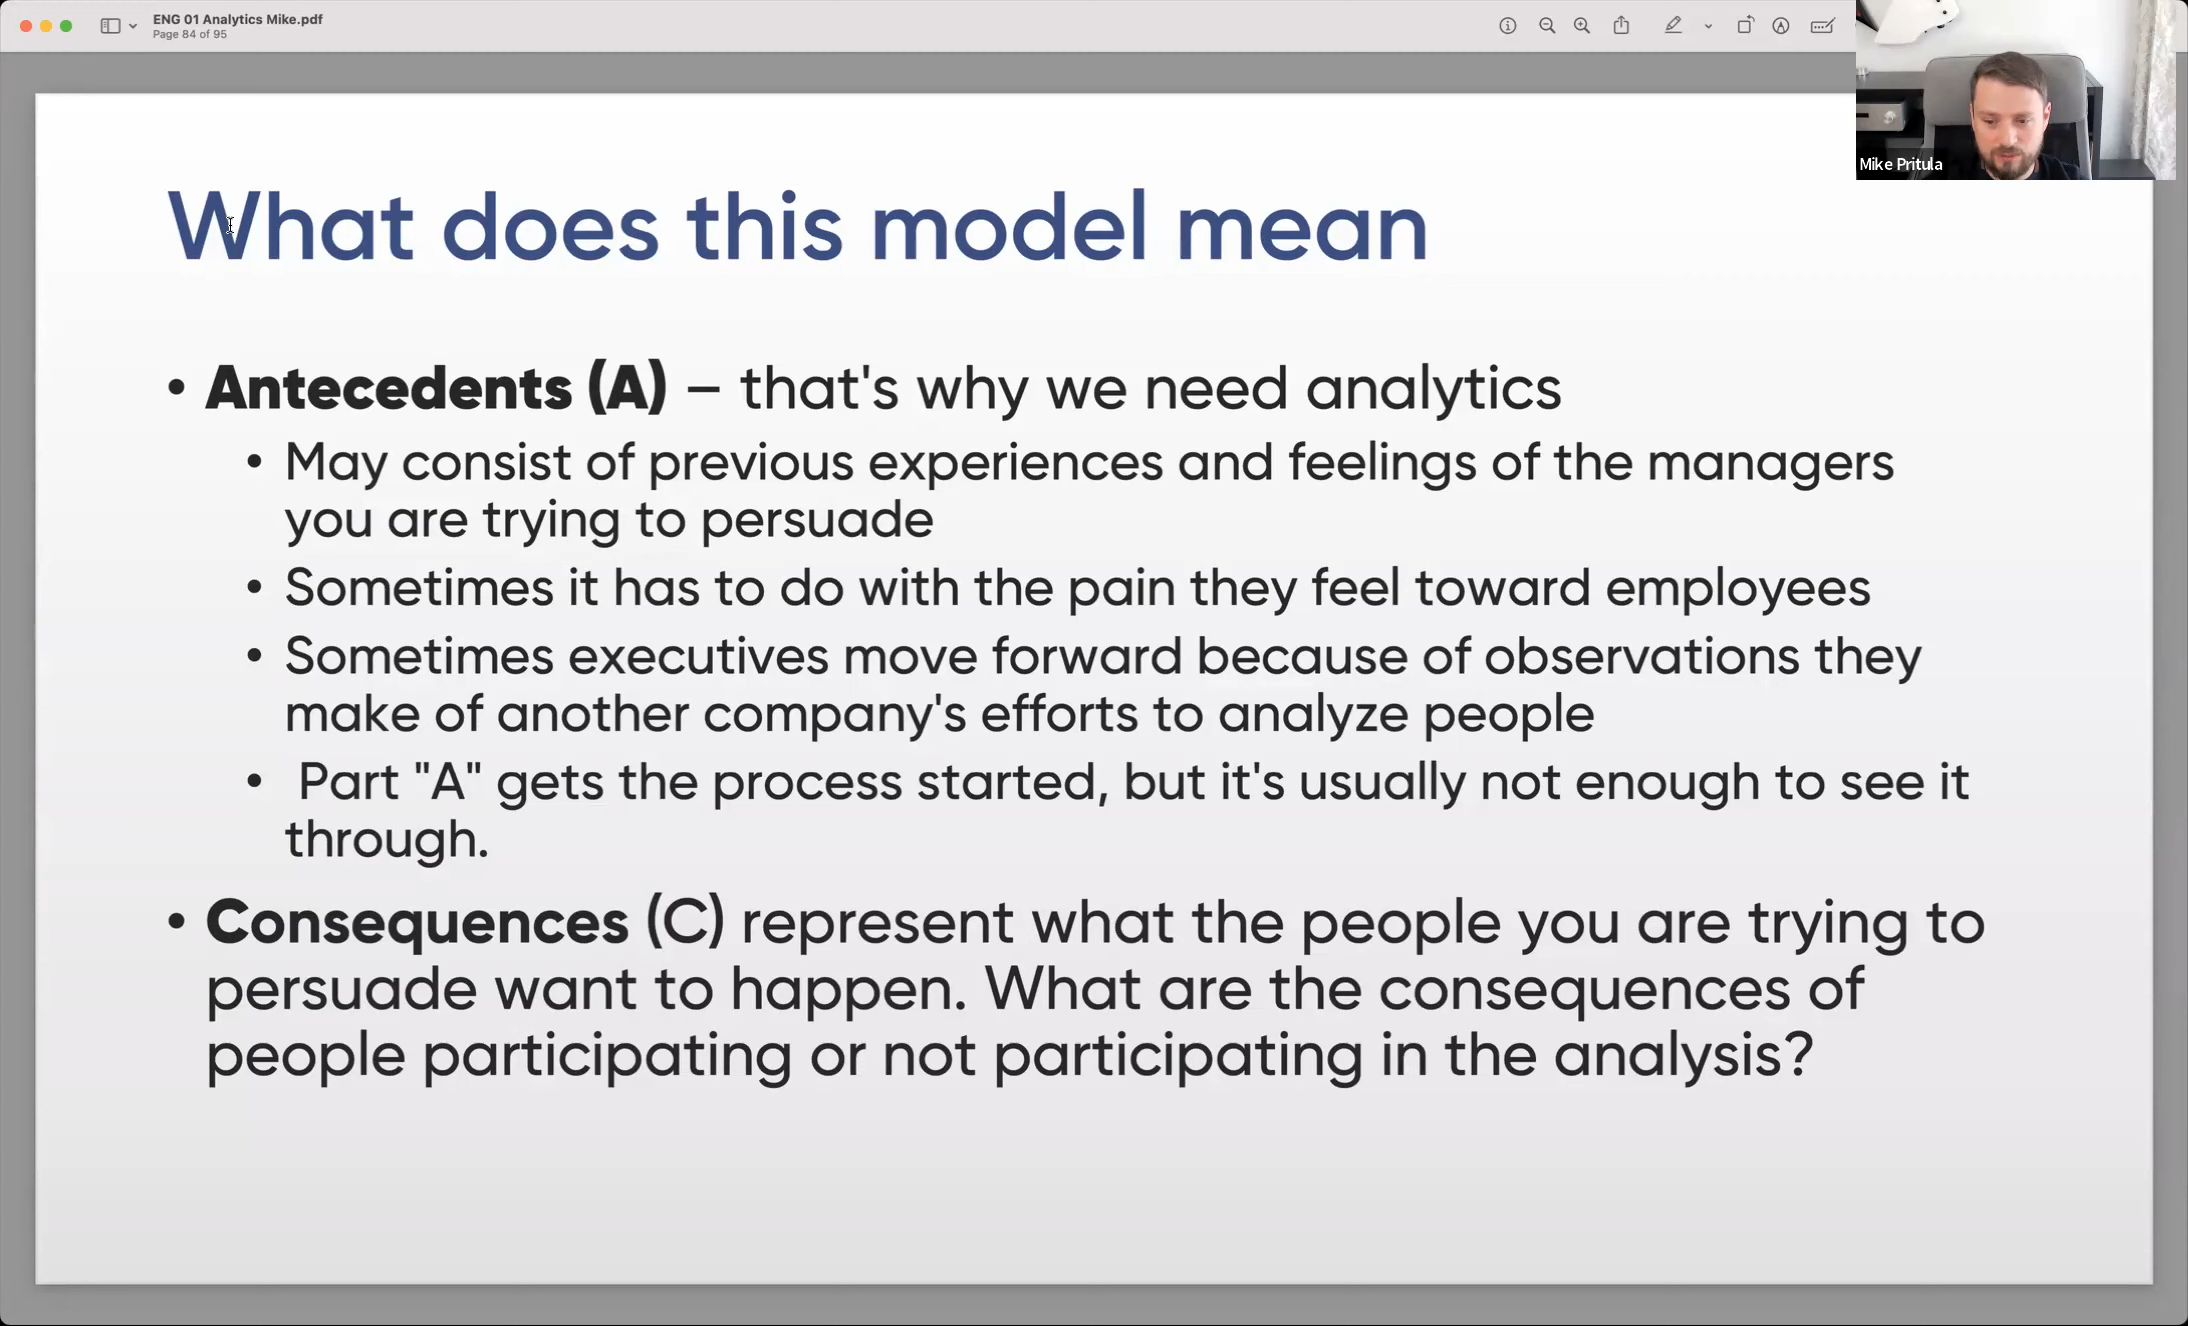 ENG 01 Analytics Mike.pdf
Page 84 of 95
Mike Pritula
What does this model mean
• Antecedents (A) – that's why we need analytics
• May consist of previous experiences and feelings of the managers
you are trying to persuade
• Sometimes it has to do with the pain they feel toward employees
• Sometimes executives move forward because of observations they
make of another company's efforts to analyze people
• Part "A" gets the process started, but it's usually not enough to see it
through.
• Consequences (C) represent what the people you are trying to
persuade want to happen. What are the consequences of
people participating or not participating in the analysis?